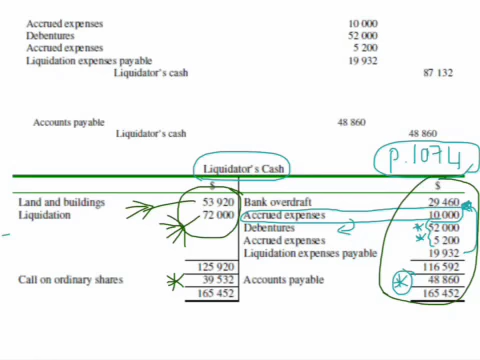 Accrued expenses 10 000
Debentures 52 000
Accrued expenses 5 200
Liquidation expenses payable 19 932
Liquidator's cash 87 132
Accounts payable 48 860
Liquidator's cash 48 860
p.1074
Liquidator's Cash
$ $
Land and buildings 53 920 Bank overdraft 29 460
Liquidation 72 000 Accrued expenses 10 000
Debentures 52 000
Accrued expenses 5 200
Liquidation expenses payable 19 932
125 920 116 592
Call on ordinary shares 39 532 Accounts payable 48 860
165 452 165 452